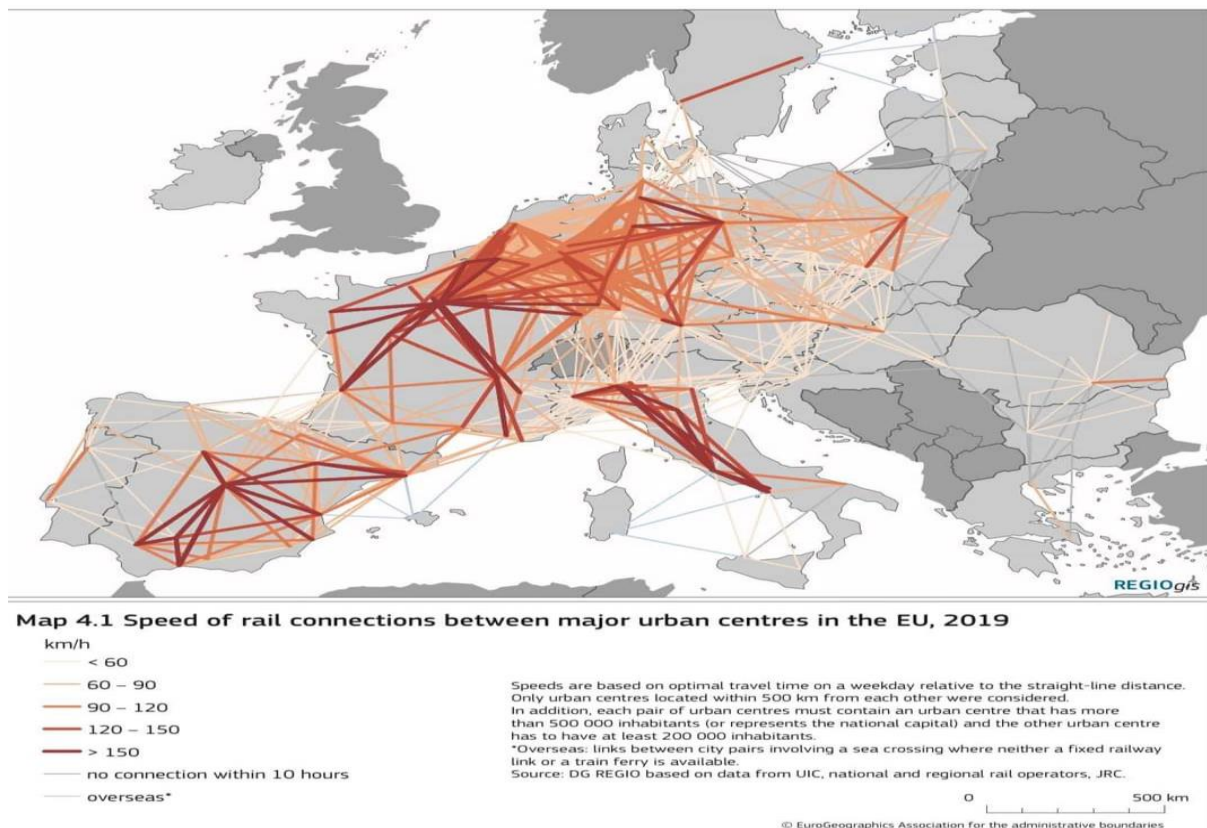 REGIOgis
Map 4.1 Speed of rail connections between major urban centres in the EU, 2019
km/h
< 60
60 – 90
90 – 120
120 – 150
> 150
no connection within 10 hours
overseas*
Speeds are based on optimal travel time on a weekday relative to the straight-line distance.
Only urban centres located within 500 km from each other were considered.
In addition, each pair of urban centres must contain an urban centre that has more
than 500 000 inhabitants (or represents the national capital) and the other urban centre
has to have at least 200 000 inhabitants.
*Overseas: links between city pairs involving a sea crossing where neither a fixed railway
link or a train ferry is available.
Source: DG REGIO based on data from UIC, national and regional rail operators, JRC.
0 500 km
© EuroGeographics Association for the administrative boundaries